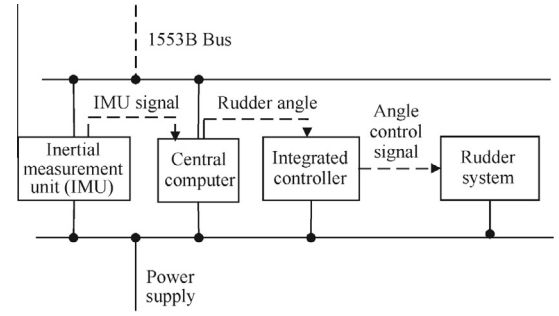 1553B Bus
IMU signal
Rudder angle
Angle
control
signal
Inertial
measurement
unit (IMU)
Central
computer
Integrated
controller
Rudder
system
Power
supply